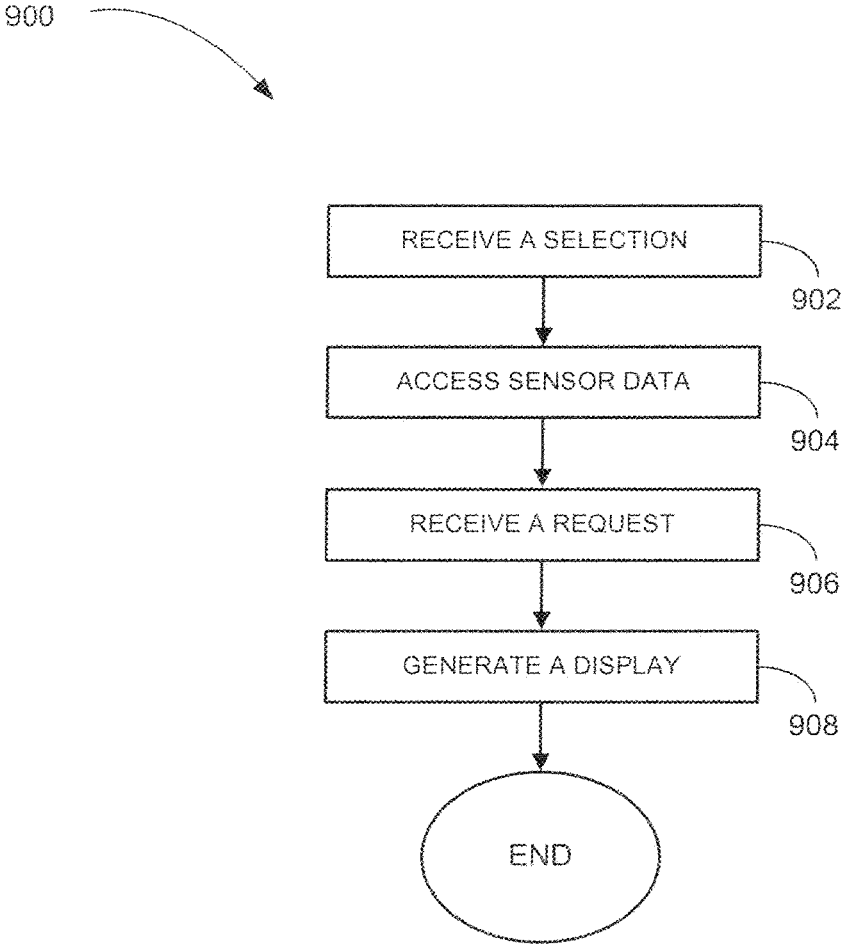 900
RECEIVE A SELECTION
902
ACCESS SENSOR DATA
904
RECEIVE A REQUEST
906
GENERATE A DISPLAY
908
END